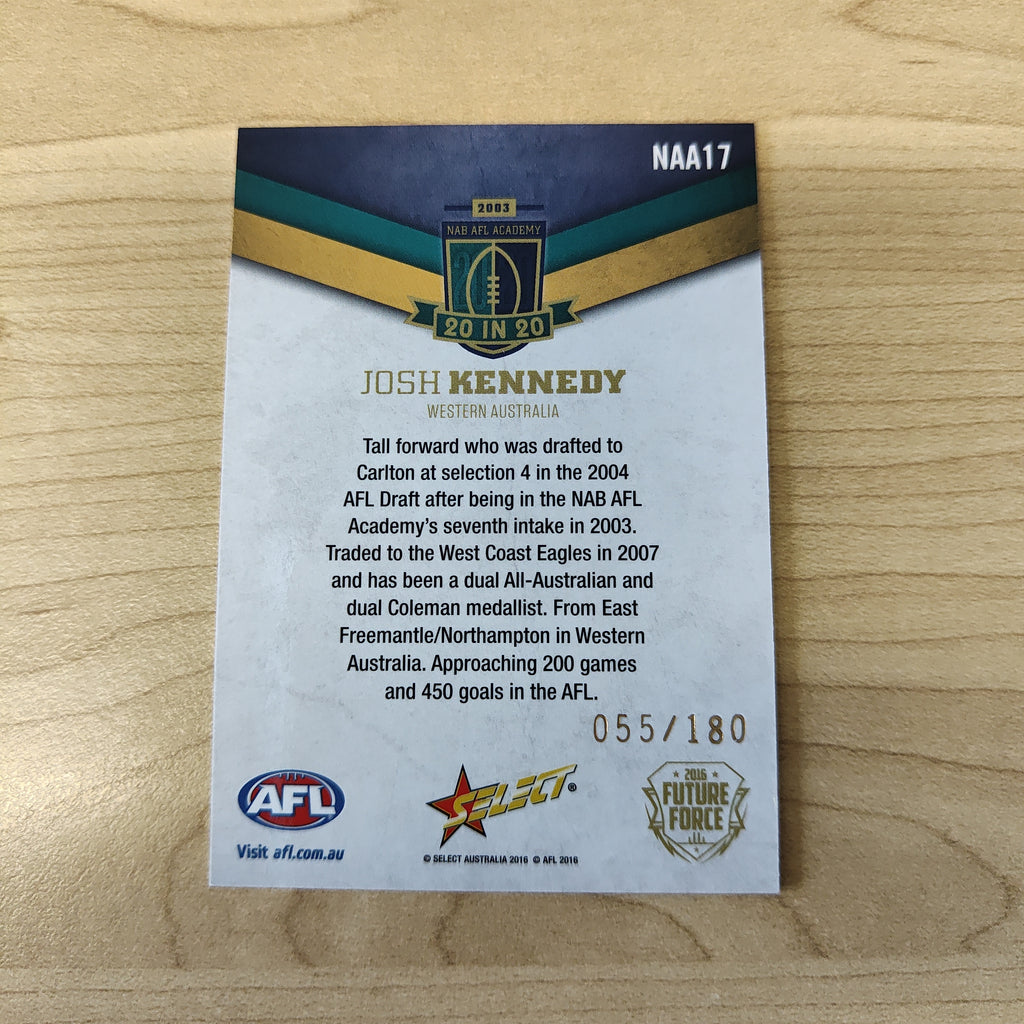 NAA17
2003
NAB AFL ACADEMY
20
20 IN 20
JOSH KENNEDY
WESTERN AUSTRALIA
Tall forward who was drafted to
Carlton at selection 4 in the 2004
AFL Draft after being in the NAB AFL
Academy's seventh intake in 2003.
Traded to the West Coast Eagles in 2007
and has been a dual All-Australian and
dual Coleman medallist. From East
Freemantle/Northampton in Western
Australia. Approaching 200 games
and 450 goals in the AFL.
055/180
AFL
Visit afl.com.au
SELECT®
© SELECT AUSTRALIA 2016 © AFL 2016
2016
FUTURE
FORCE